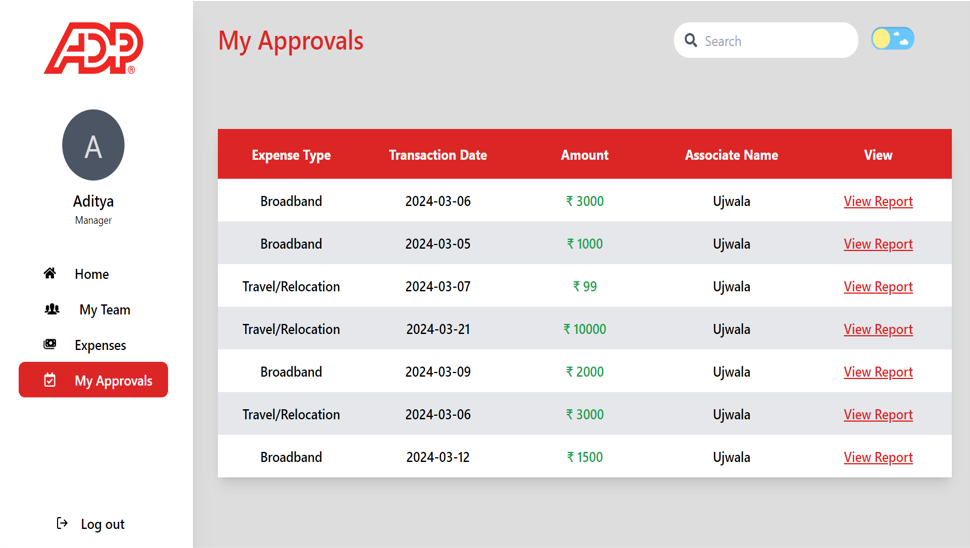 ADP®
My Approvals
Search
A
Aditya
Manager
Home
My Team
Expenses
My Approvals
Log out
Expense Type Transaction Date Amount Associate Name View
Broadband 2024-03-06 ₹ 3000 Ujwala View Report
Broadband 2024-03-05 ₹ 1000 Ujwala View Report
Travel/Relocation 2024-03-07 ₹ 99 Ujwala View Report
Travel/Relocation 2024-03-21 ₹ 10000 Ujwala View Report
Broadband 2024-03-09 ₹ 2000 Ujwala View Report
Travel/Relocation 2024-03-06 ₹ 3000 Ujwala View Report
Broadband 2024-03-12 ₹ 1500 Ujwala View Report